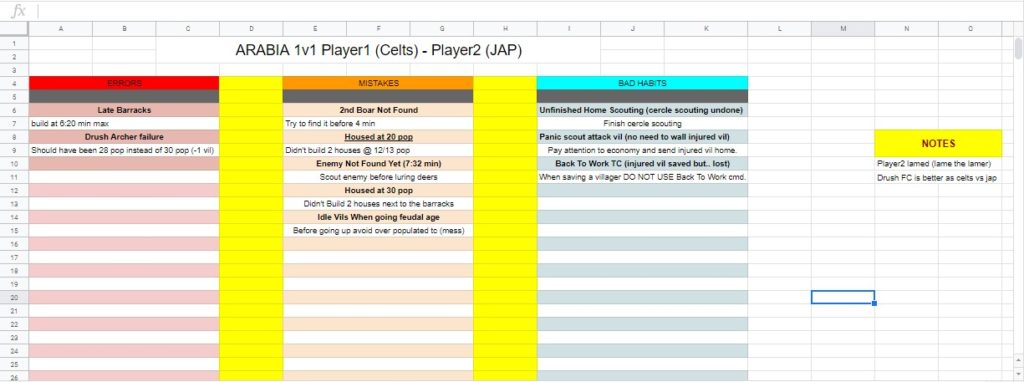 fx
A B C D E F G H I J K L M N O
1
ARABIA 1v1 Player1 (Celts) - Player2 (JAP)
2
3
4 ERRORS MISTAKES BAD HABITS
5
6 Late Barracks 2nd Boar Not Found Unfinished Home Scouting (cercle scouting undone)
7 build at 6:20 min max Try to find it before 4 min Finish cercle scouting
8 Drush Archer failure Housed at 20 pop Panic scout attack vil (no need to wall injured vil)
9 Should have been 28 pop instead of 30 pop (-1 vil) Didn't build 2 houses @ 12/13 pop Pay attention to economy and send injured vil home.
NOTES
10 Enemy Not Found Yet (7:32 min) Back To Work TC (injured vil saved but.. lost) Player2 lamed (lame the lamer)
11 Scout enemy before luring deers When saving a villager DO NOT USE Back To Work cmd. Drush FC is better as celts vs jap
12 Housed at 30 pop
13 Didn't Build 2 houses next to the barracks
14 Idle Vils When going feudal age
15 Before going up avoid over populated tc (mess)
16
17
18
19
20
21
22
23
24
25
26